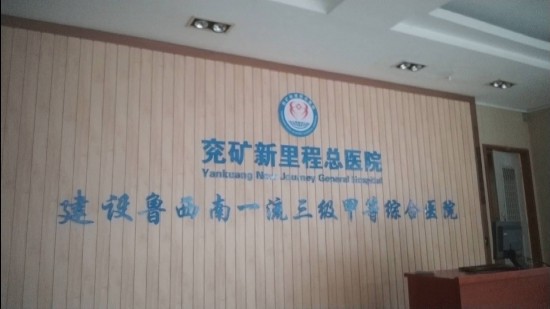 兖矿新里程总医院
Yankuang New Journey General Hospital
建设鲁西南一流三级甲等综合医院